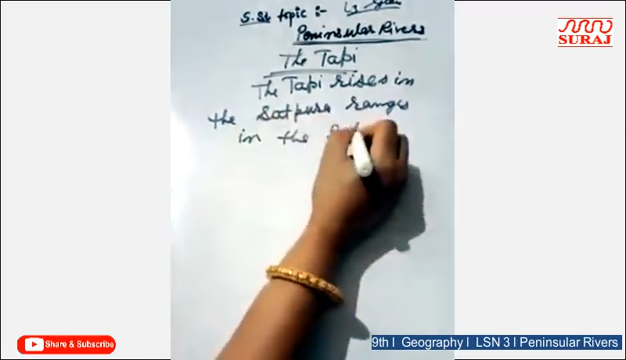 S.St topic :-
Peninsular Rivers
The Tapi
The Tapi rises in
the Satpura ranges
in the
SURAJ
Share & Subscribe
9th I Geography I LSN 3 I Peninsular Rivers